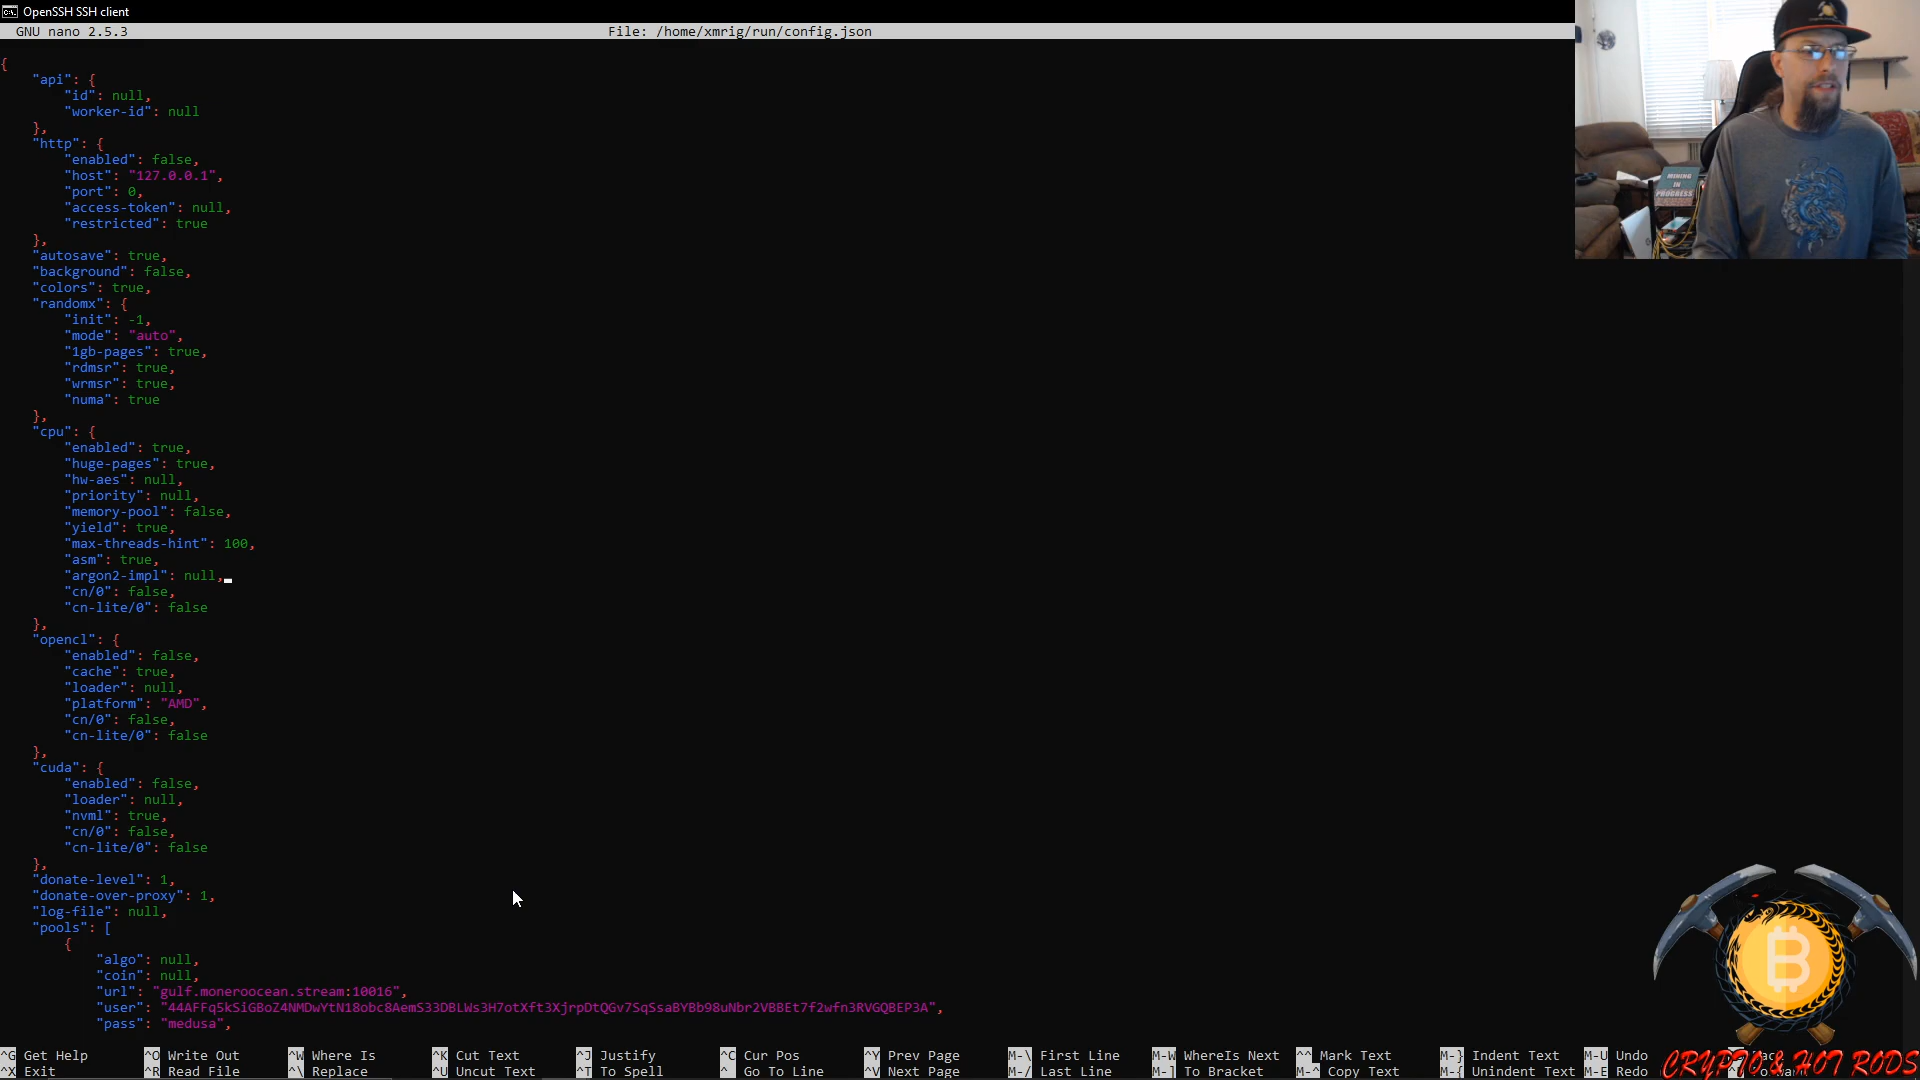 OpenSSH SSH client
GNU nano 2.5.3
File: /home/xmrig/run/config.json
{
"api": {
"id": null,
"worker-id": null
},
"http": {
"enabled": false,
"host": "127.0.0.1",
"port": 0,
"access-token": null,
"restricted": true
},
"autosave": true,
"background": false,
"colors": true,
"randomx": {
"init": -1,
"mode": "auto",
"1gb-pages": true,
"rdmsr": true,
"wrmsr": true,
"numa": true
},
"cpu": {
"enabled": true,
"huge-pages": true,
"hw-aes": null,
"priority": null,
"memory-pool": false,
"yield": true,
"max-threads-hint": 100,
"asm": true,
"argon2-impl": null,
"cn/0": false,
"cn-lite/0": false
},
"opencl": {
"enabled": false,
"cache": true,
"loader": null,
"platform": "AMD",
"cn/0": false,
"cn-lite/0": false
},
"cuda": {
"enabled": false,
"loader": null,
"nvml": true,
"cn/0": false,
"cn-lite/0": false
},
"donate-level": 1,
"donate-over-proxy": 1,
"log-file": null,
"pools": [
{
"algo": null,
"coin": null,
"url": "gulf.moneroocean.stream:10016",
"user": "44AFFq5kSiGBoZ4NMDwYtN18obc8AemS33DBLWs3H7otXft3XjrpDtQGv7SqSsaBYBb98uNbr2VBBEt7f2wfn3RVGQBEP3A",
"pass": "medusa",
^G Get Help ^O Write Out ^W Where Is ^K Cut Text ^J Justify ^C Cur Pos ^Y Prev Page M-\ First Line M-W WhereIs Next ^^ Mark Text M-} Indent Text M-U Undo
^X Exit ^R Read File ^\ Replace ^U Uncut Text ^T To Spell ^_ Go To Line ^V Next Page M-/ Last Line M-] To Bracket M-^ Copy Text M-{ Unindent Text M-E Redo
MINING
IN
PROGRESS
CRYPTO & HOT RODS